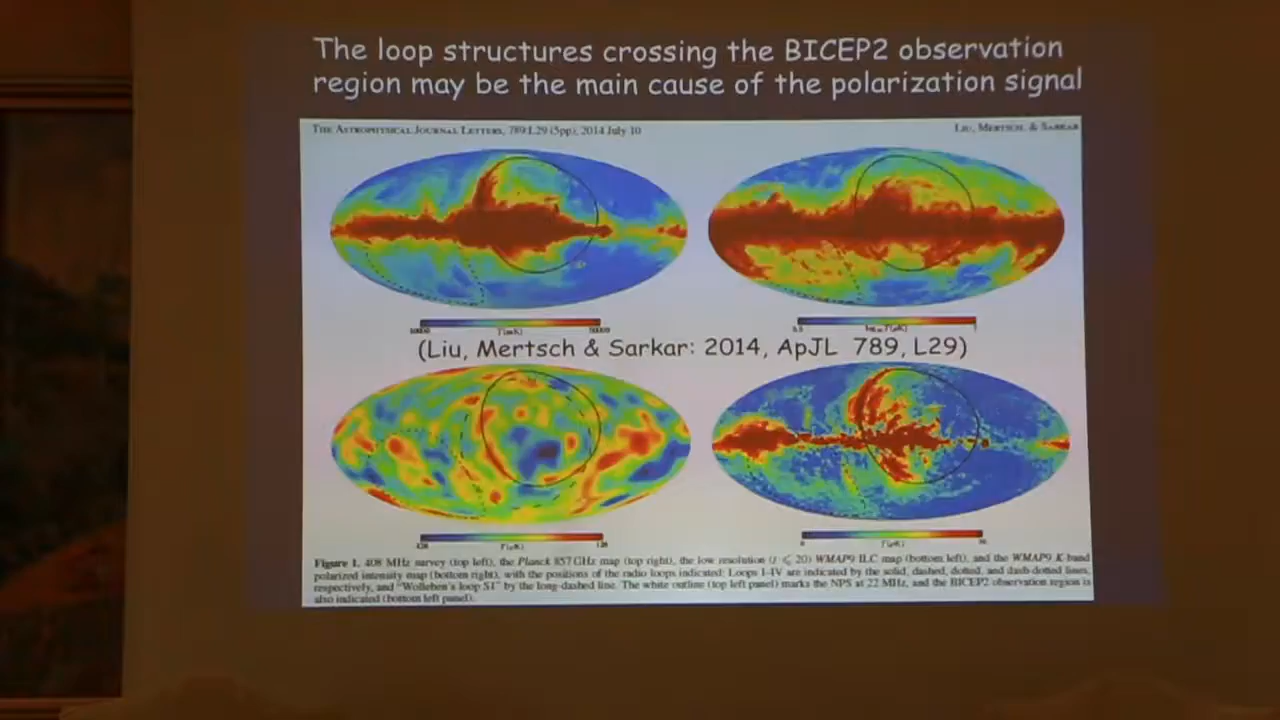 The loop structures crossing the BICEP2 observation
region may be the main cause of the polarization signal
THE ASTROPHYSICAL JOURNAL LETTERS, 789:L29 (5pp), 2014 July 10
LIU, MERTSCH, & SARKAR
T(mK)
(Liu, Mertsch & Sarkar: 2014, ApJL 789, L29)
T(μK)
T(μK)
Figure 1. 408 MHz survey (top left), the Planck 857 GHz map (top right), the low resolution (ℓ ⩽ 20) WMAP9 ILC map (bottom left), and the WMAP9 K-band
polarized intensity map (bottom right), with the positions of the radio loops indicated: Loops I–IV are indicated by the solid, dashed, dotted, and dash-dotted lines,
respectively, and "Wolleben's loop S1" by the long-dashed line. The white outline (top left panel) marks the NPS at 22 MHz, and the BICEP2 observation region is
also indicated (bottom left panel).